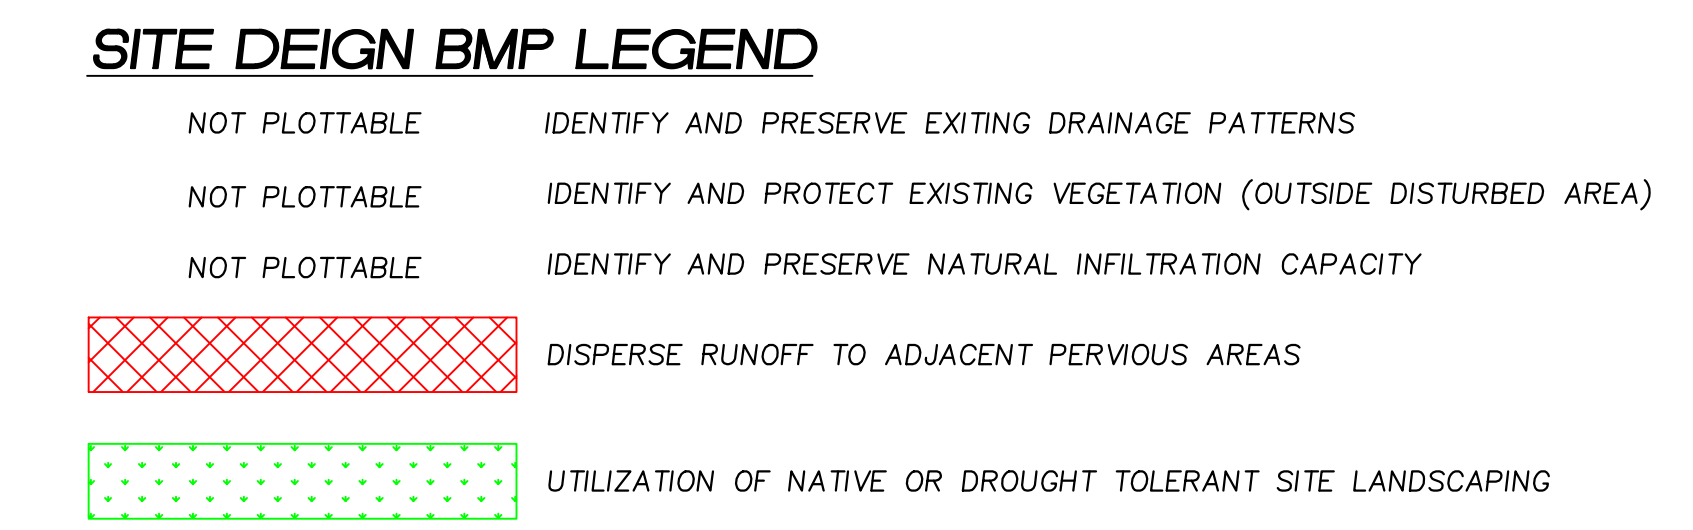 SITE DEIGN BMP LEGEND
NOT PLOTTABLE IDENTIFY AND PRESERVE EXITING DRAINAGE PATTERNS
NOT PLOTTABLE IDENTIFY AND PROTECT EXISTING VEGETATION (OUTSIDE DISTURBED AREA)
NOT PLOTTABLE IDENTIFY AND PRESERVE NATURAL INFILTRATION CAPACITY
DISPERSE RUNOFF TO ADJACENT PERVIOUS AREAS
UTILIZATION OF NATIVE OR DROUGHT TOLERANT SITE LANDSCAPING